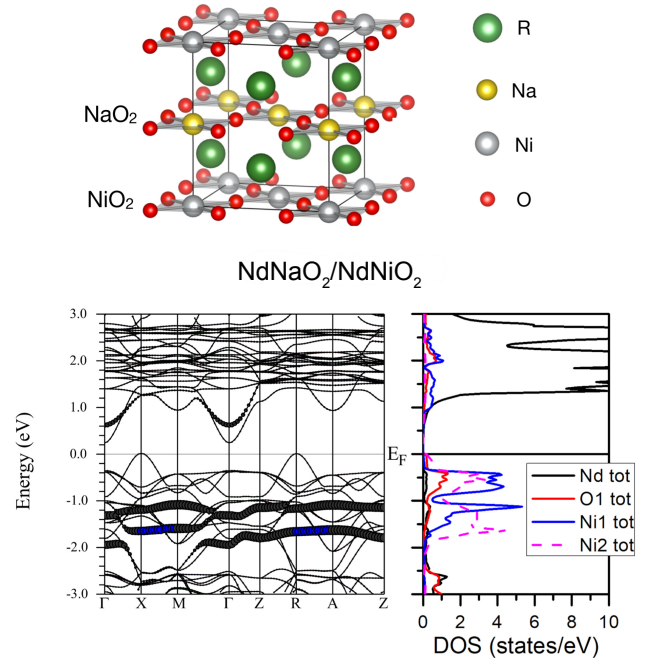 R
NaO₂
Na
Ni
NiO₂
O
NdNaO₂/NdNiO₂
Energy (eV)
3.0
2.0
1.0
0.0
-1.0
-2.0
-3.0
Γ X M Γ Z R A Z
E_F
Nd tot
O1 tot
Ni1 tot
Ni2 tot
0 2 4 6 8 10
DOS (states/eV)